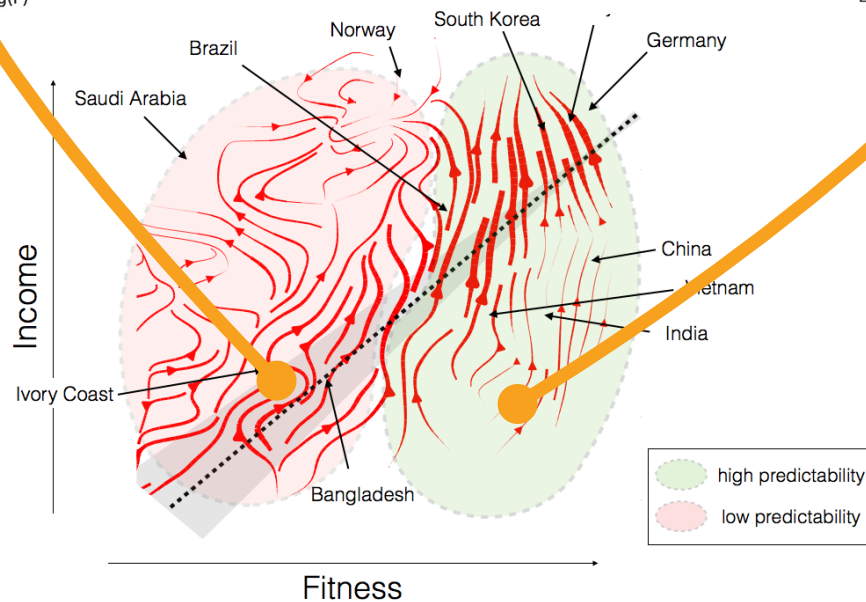 Norway
South Korea
Brazil
Germany
Saudi Arabia
China
Vietnam
India
Ivory Coast
Bangladesh
Income
Fitness
high predictability
low predictability